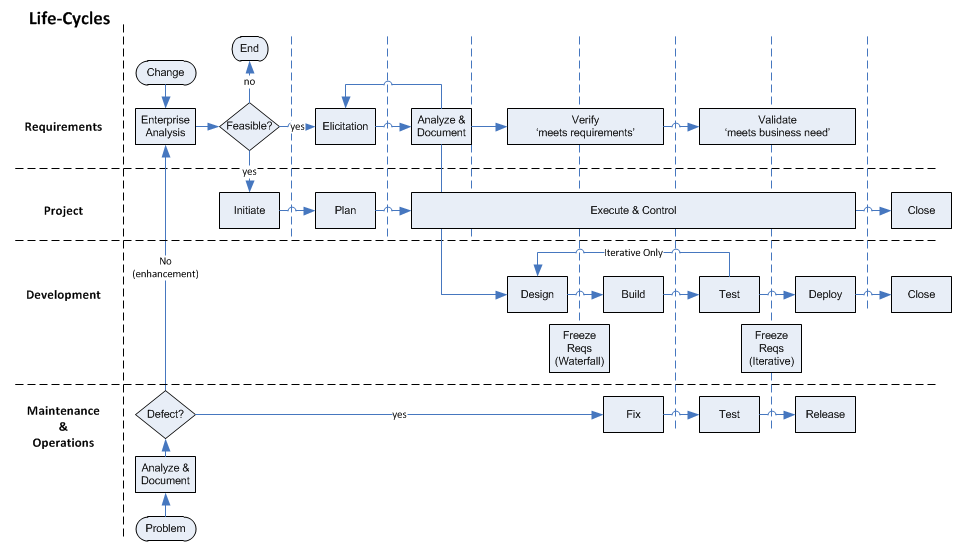 Life-Cycles
End
Change
no
Requirements
Enterprise
Analysis
Feasible?
yes
Elicitation
Analyze &
Document
Verify
‘meets requirements’
Validate
‘meets business need’
yes
Project
Initiate
Plan
Execute & Control
Close
No
(enhancement)
Iterative Only
Development
Design
Build
Test
Deploy
Close
Freeze
Reqs
(Waterfall)
Freeze
Reqs
(Iterative)
Maintenance
&
Operations
Defect?
yes
Fix
Test
Release
Analyze &
Document
Problem